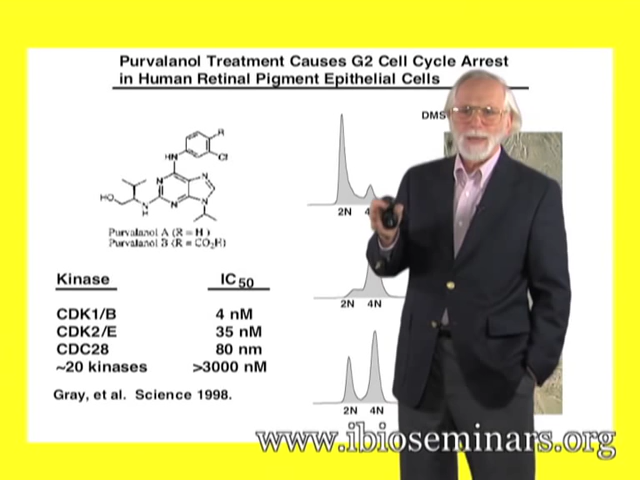 Purvalanol Treatment Causes G2 Cell Cycle Arrest
in Human Retinal Pigment Epithelial Cells
DMS
R
HN
Cl
N
N
N
N
HO
N
H
Purvalanol A (R = H)
Purvalanol B (R = CO2H)
2N 4
2N 4N
2N 4N
Kinase IC50
CDK1/B 4 nM
CDK2/E 35 nM
CDC28 80 nm
~20 kinases >3000 nM
Gray, et al. Science 1998.
www.ibioseminars.org